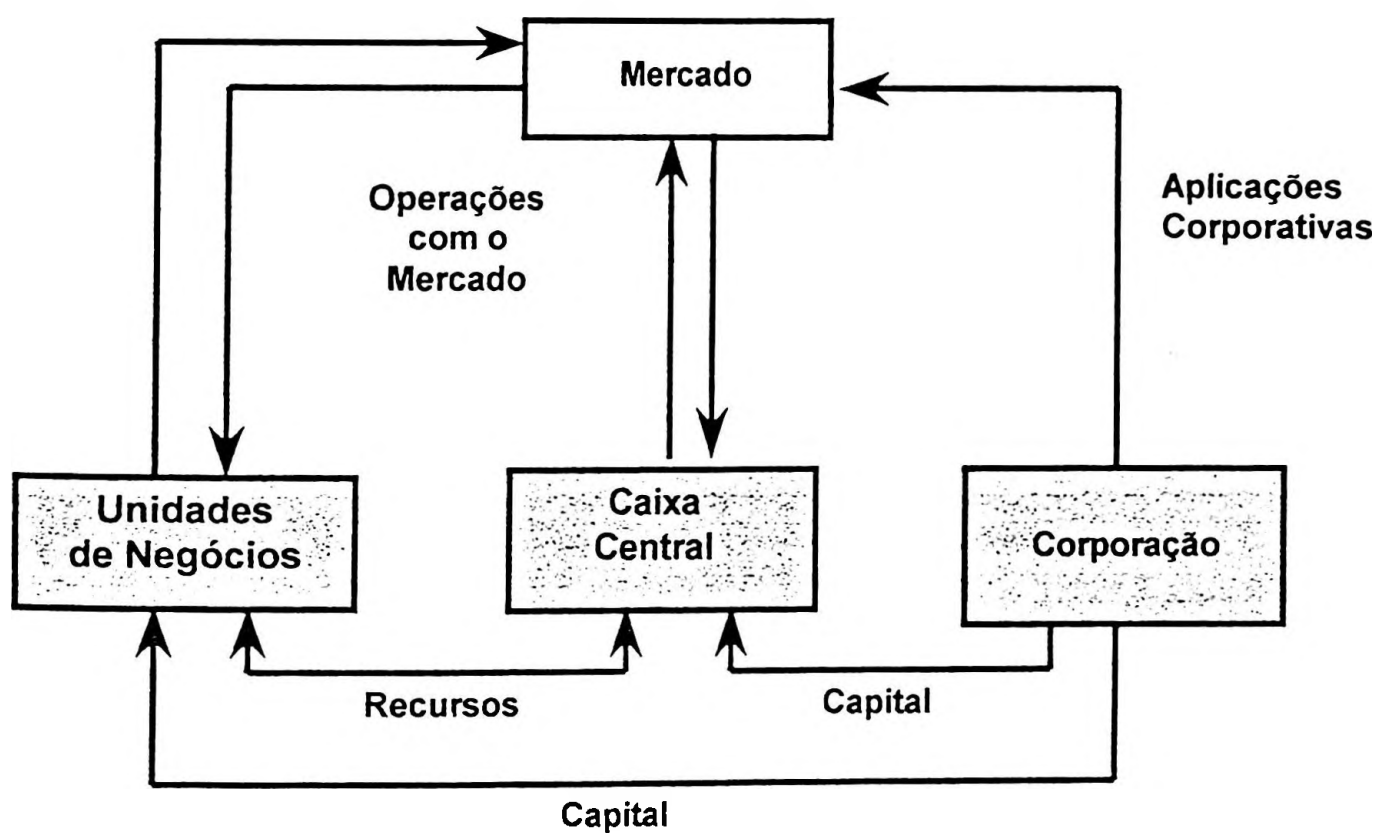 Mercado
Operações
com o
Mercado
Aplicações
Corporativas
Unidades
de Negócios
Caixa
Central
Corporação
Recursos
Capital
Capital